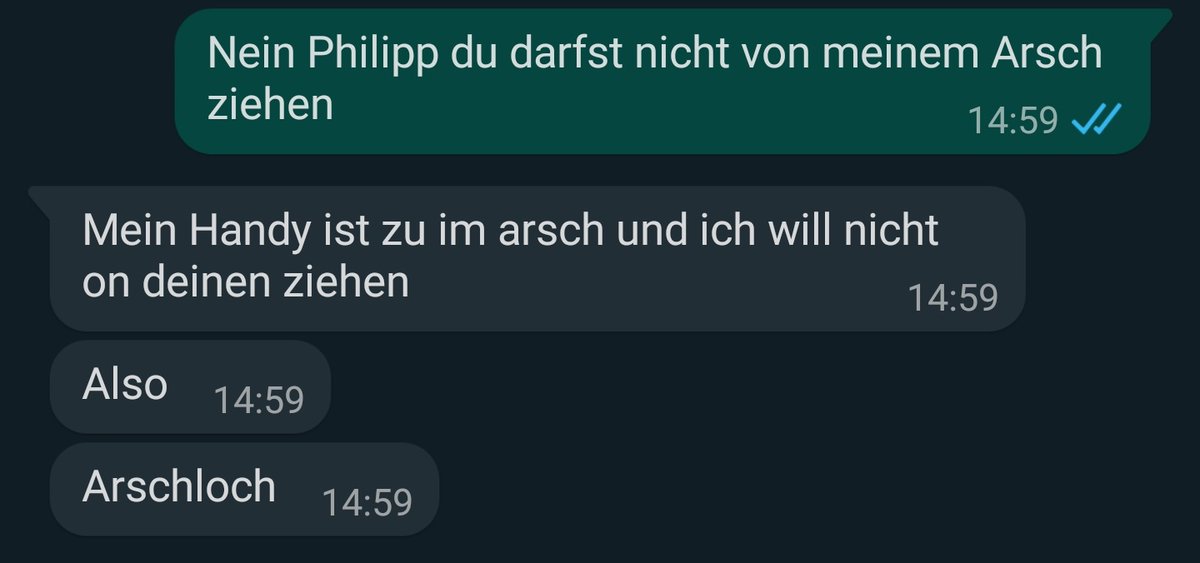 Nein Philipp du darfst nicht von meinem Arsch
ziehen
14:59
Mein Handy ist zu im arsch und ich will nicht
on deinen ziehen
14:59
Also 14:59
Arschloch 14:59